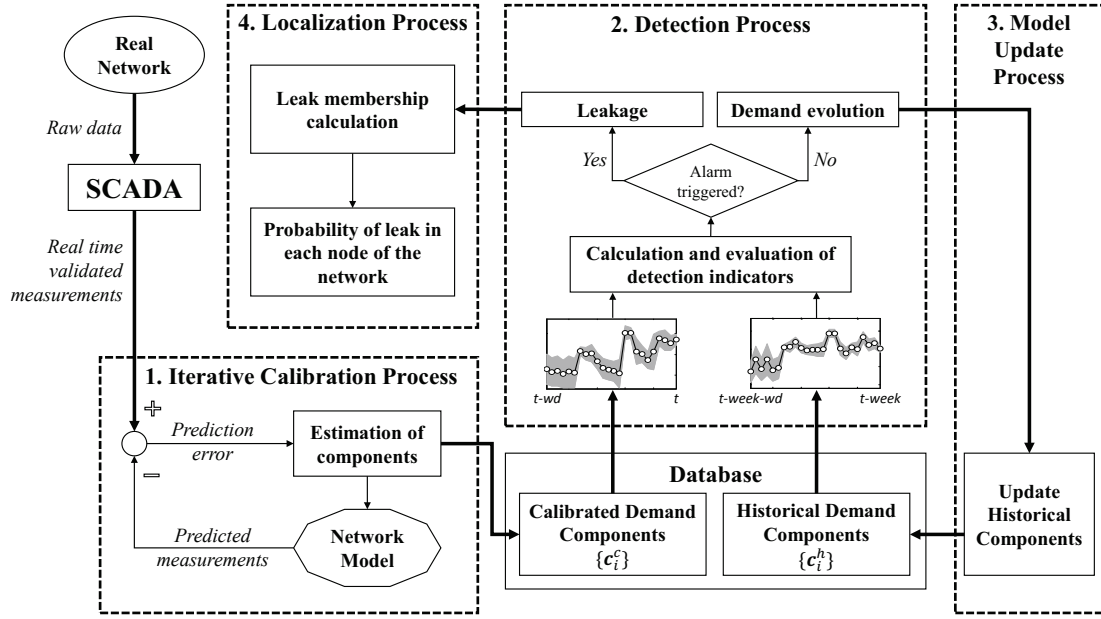 Real
Network
Raw data
SCADA
Real time
validated
measurements
4. Localization Process
Leak membership
calculation
Probability of leak in
each node of the
network
2. Detection Process
Leakage
Demand evolution
Yes
No
Alarm
triggered?
Calculation and evaluation of
detection indicators
t-wd
t
t-week-wd
t-week
3. Model
Update
Process
Update
Historical
Components
1. Iterative Calibration Process
+
Prediction
error
−
Estimation of
components
Predicted
measurements
Network
Model
Database
Calibrated Demand
Components
{c_i^c}
Historical Demand
Components
{c_i^h}